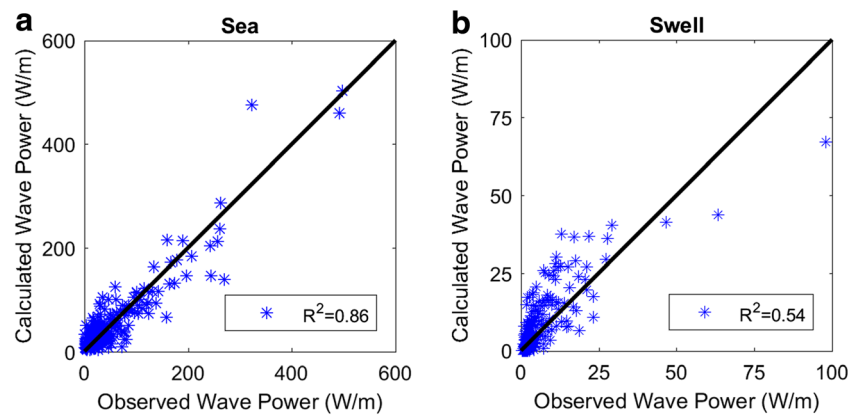 a
Sea
600
400
200
0
0
200
400
600
Calculated Wave Power (W/m)
Observed Wave Power (W/m)
R²=0.86
b
Swell
100
75
50
25
0
0
25
50
75
100
Calculated Wave Power (W/m)
Observed Wave Power (W/m)
R²=0.54